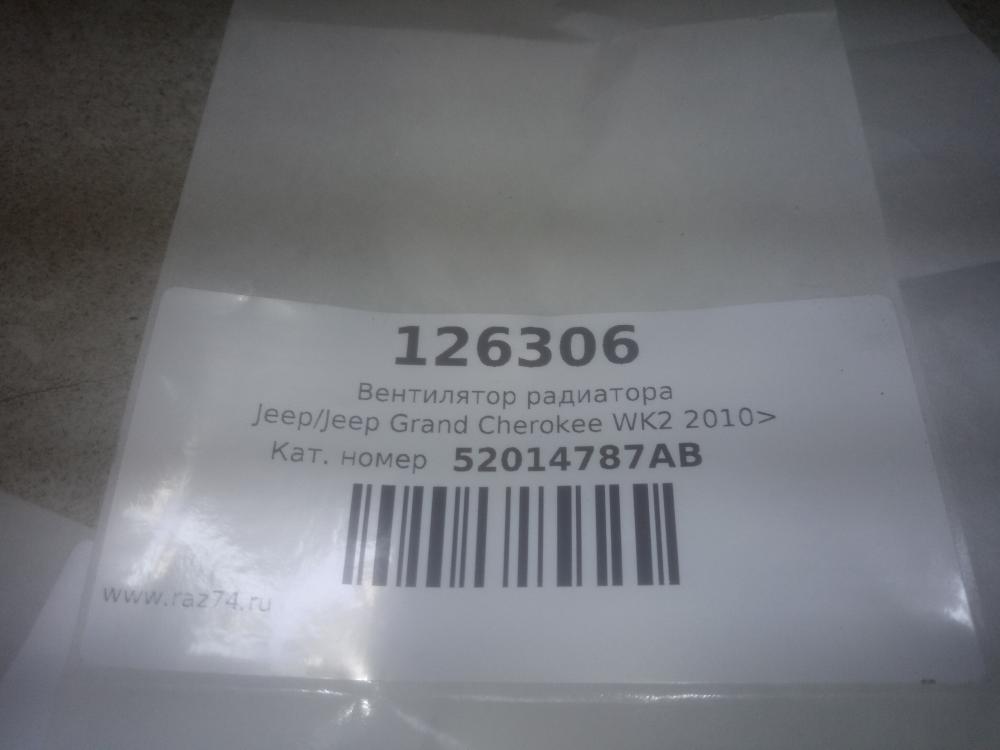 126306
Вентилятор радиатора
Jeep/Jeep Grand Cherokee WK2 2010>
Кат. номер 52014787AB
www.raz74.ru